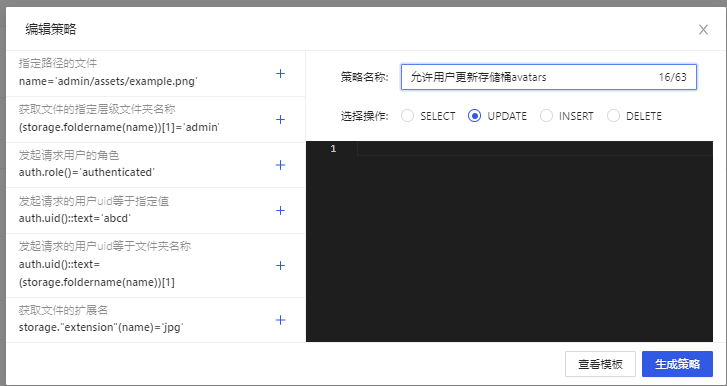 编辑策略
指定路径的文件
name='admin/assets/example.png'
获取文件的指定层级文件夹名称
(storage.foldername(name))[1]='admin'
发起请求用户的角色
auth.role()='authenticated'
发起请求的用户uid等于指定值
auth.uid()::text='abcd'
发起请求的用户uid等于文件夹名称
auth.uid()::text=
(storage.foldername(name))[1]
获取文件的扩展名
storage."extension"(name)='jpg'
策略名称: 允许用户更新存储桶avatars 16/63
选择操作: SELECT UPDATE INSERT DELETE
1
查看模板 生成策略